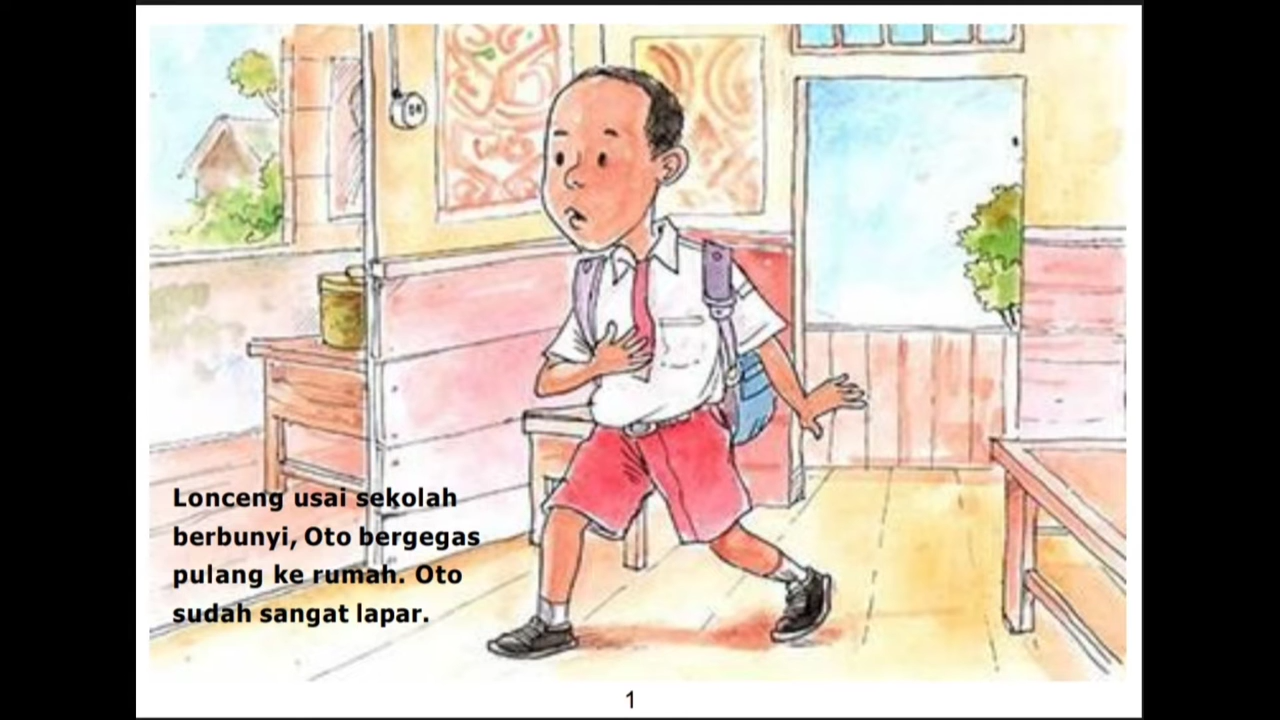 Lonceng usai sekolah
berbunyi, Oto bergegas
pulang ke rumah. Oto
sudah sangat lapar.
1